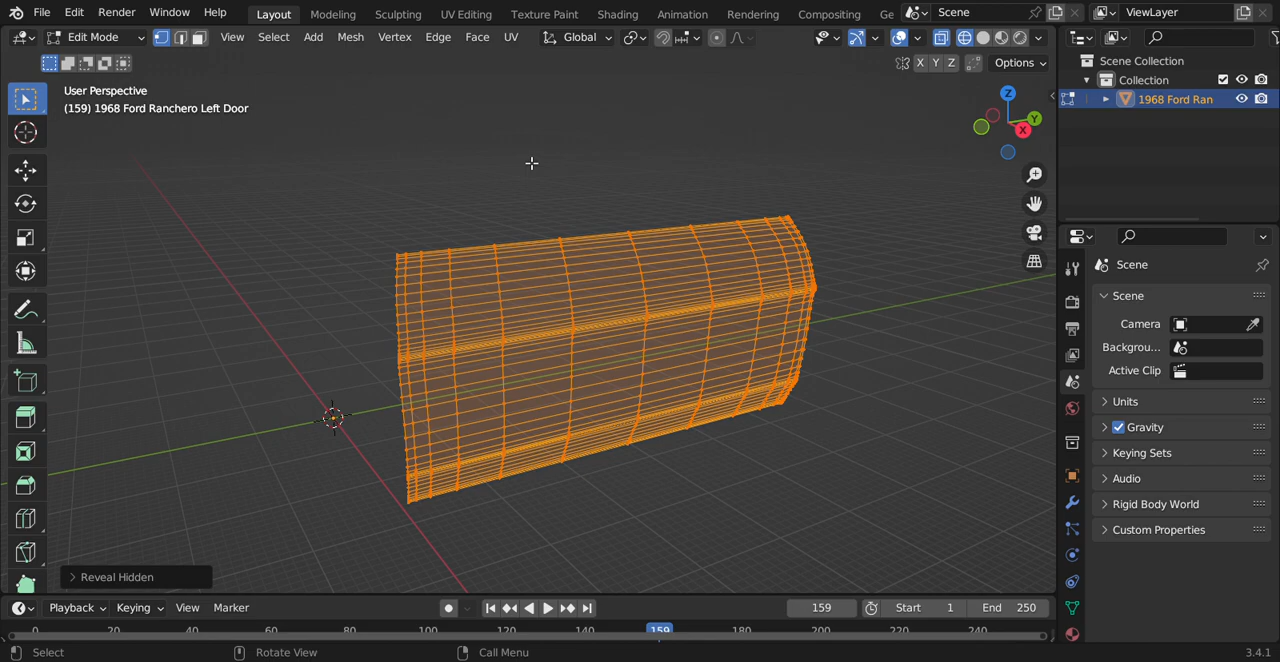 File Edit Render Window Help Layout Modeling Sculpting UV Editing Texture Paint Shading Animation Rendering Compositing Ge Scene ViewLayer
Edit Mode View Select Add Mesh Vertex Edge Face UV Global
X Y Z Options
User Perspective
(159) 1968 Ford Ranchero Left Door
Z
Y
X
Reveal Hidden
Scene Collection
Collection
1968 Ford Ran
Scene
Scene
Camera
Backgrou...
Active Clip
Units
Gravity
Keying Sets
Audio
Rigid Body World
Custom Properties
Playback Keying View Marker 159 Start 1 End 250
0 20 40 60 80 100 120 140 159 180 200 220 240
Select Rotate View Call Menu 3.4.1